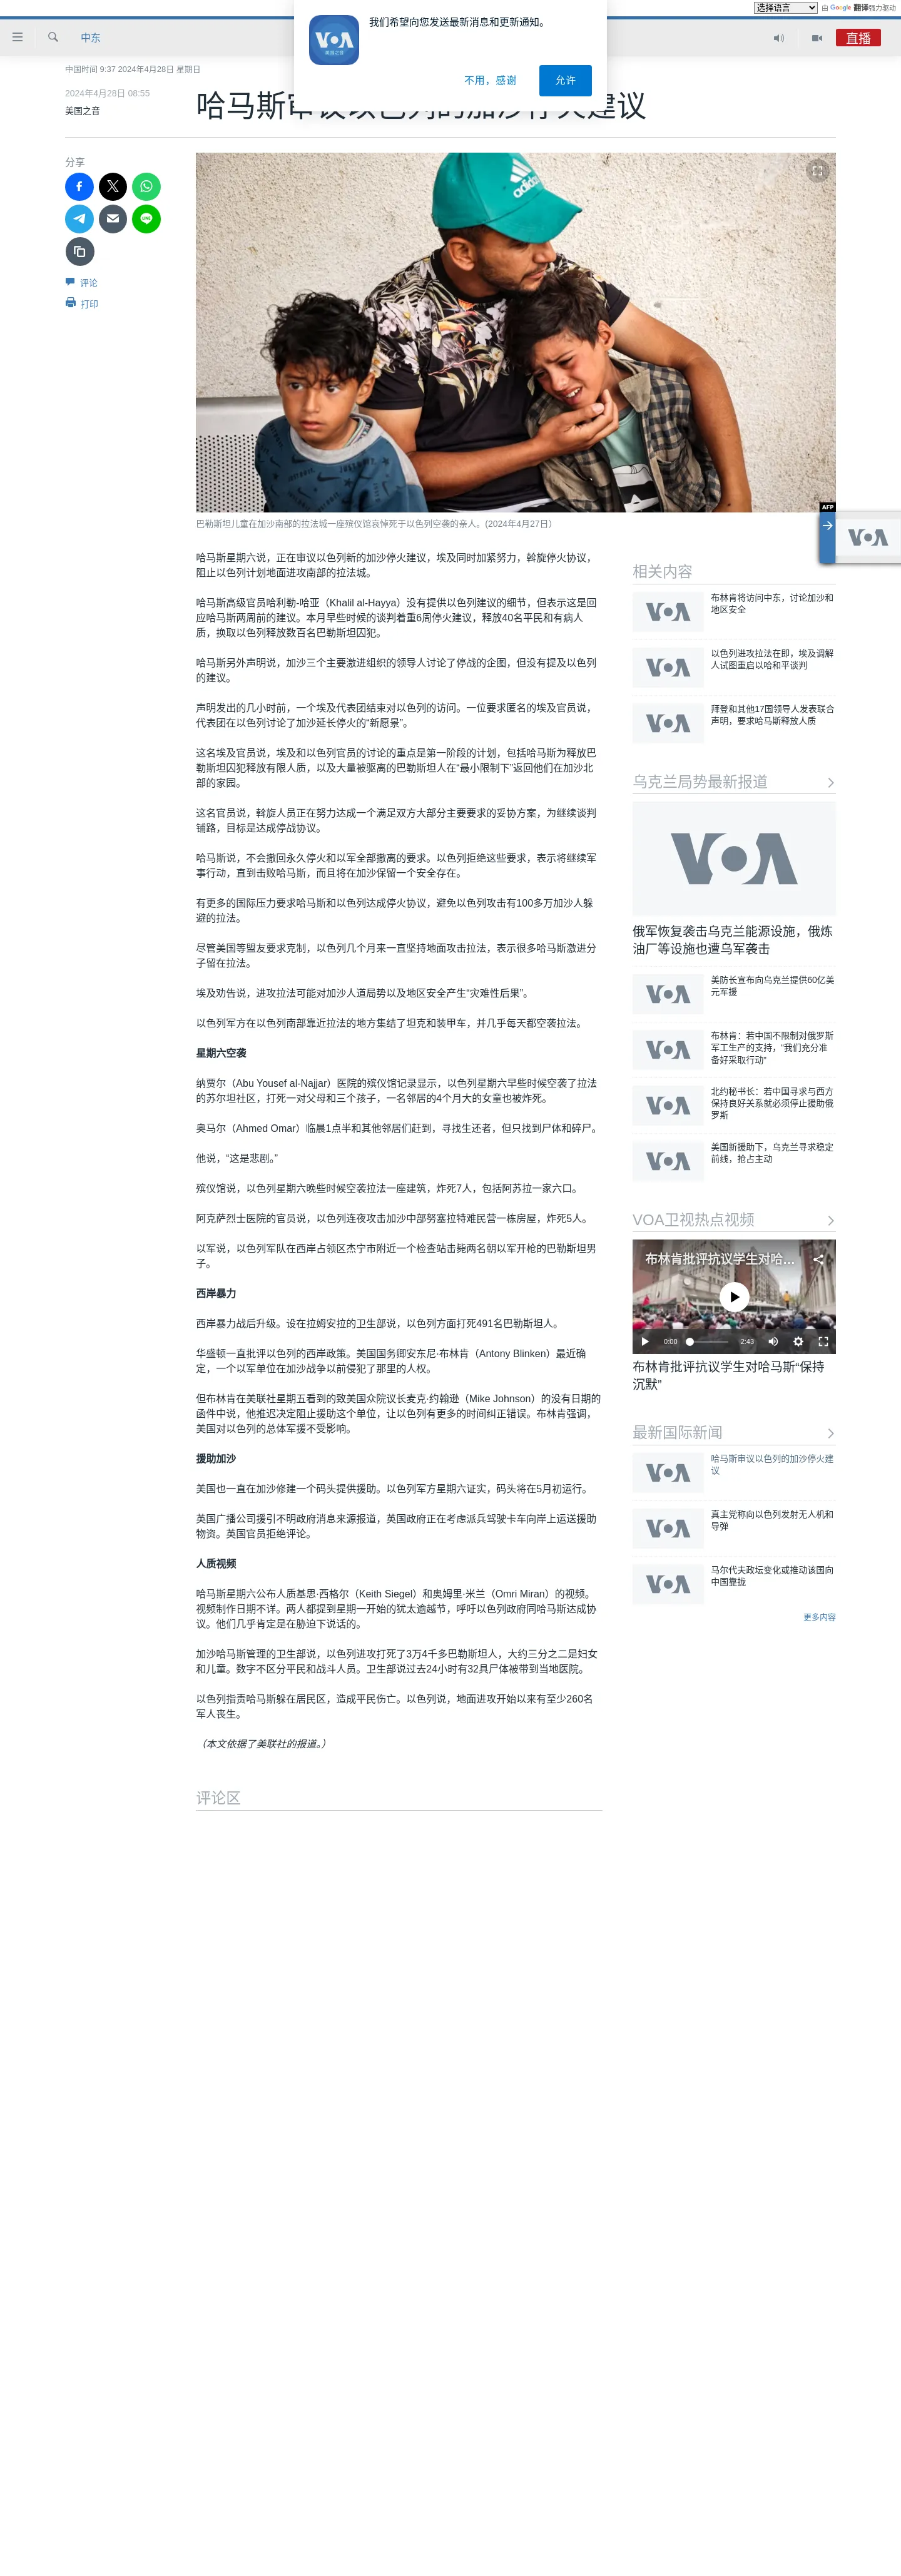 选择语言 由 Google 翻译强力驱动
我们希望向您发送最新消息和更新通知。
VOA
美国之音
不用，感谢
允许
中东
直播
中国时间 9:37 2024年4月28日 星期日
2024年4月28日 08:55
美国之音
哈马斯审议以色列的加沙停火建议
分享
评论
打印
adidas
AFP
巴勒斯坦儿童在加沙南部的拉法城一座殡仪馆哀悼死于以色列空袭的亲人。(2024年4月27日）
哈马斯星期六说，正在审议以色列新的加沙停火建议，埃及同时加紧努力，斡旋停火协议，
阻止以色列计划地面进攻南部的拉法城。
哈马斯高级官员哈利勒-哈亚（Khalil al-Hayya）没有提供以色列建议的细节，但表示这是回
应哈马斯两周前的建议。本月早些时候的谈判着重6周停火建议，释放40名平民和有病人
质，换取以色列释放数百名巴勒斯坦囚犯。
哈马斯另外声明说，加沙三个主要激进组织的领导人讨论了停战的企图，但没有提及以色列
的建议。
声明发出的几小时前，一个埃及代表团结束对以色列的访问。一位要求匿名的埃及官员说，
代表团在以色列讨论了加沙延长停火的“新愿景”。
这名埃及官员说，埃及和以色列官员的讨论的重点是第一阶段的计划，包括哈马斯为释放巴
勒斯坦囚犯释放有限人质，以及大量被驱离的巴勒斯坦人在“最小限制下”返回他们在加沙北
部的家园。
这名官员说，斡旋人员正在努力达成一个满足双方大部分主要要求的妥协方案，为继续谈判
铺路，目标是达成停战协议。
哈马斯说，不会撤回永久停火和以军全部撤离的要求。以色列拒绝这些要求，表示将继续军
事行动，直到击败哈马斯，而且将在加沙保留一个安全存在。
有更多的国际压力要求哈马斯和以色列达成停火协议，避免以色列攻击有100多万加沙人躲
避的拉法。
尽管美国等盟友要求克制，以色列几个月来一直坚持地面攻击拉法，表示很多哈马斯激进分
子留在拉法。
埃及劝告说，进攻拉法可能对加沙人道局势以及地区安全产生“灾难性后果”。
以色列军方在以色列南部靠近拉法的地方集结了坦克和装甲车，并几乎每天都空袭拉法。
星期六空袭
纳贾尔（Abu Yousef al-Najjar）医院的殡仪馆记录显示，以色列星期六早些时候空袭了拉法
的苏尔坦社区，打死一对父母和三个孩子，一名邻居的4个月大的女童也被炸死。
奥马尔（Ahmed Omar）临晨1点半和其他邻居们赶到，寻找生还者，但只找到尸体和碎尸。
他说，“这是悲剧。”
殡仪馆说，以色列星期六晚些时候空袭拉法一座建筑，炸死7人，包括阿苏拉一家六口。
阿克萨烈士医院的官员说，以色列连夜攻击加沙中部努塞拉特难民营一栋房屋，炸死5人。
以军说，以色列军队在西岸占领区杰宁市附近一个检查站击毙两名朝以军开枪的巴勒斯坦男
子。
西岸暴力
西岸暴力战后升级。设在拉姆安拉的卫生部说，以色列方面打死491名巴勒斯坦人。
华盛顿一直批评以色列的西岸政策。美国国务卿安东尼·布林肯（Antony Blinken）最近确
定，一个以军单位在加沙战争以前侵犯了那里的人权。
但布林肯在美联社星期五看到的致美国众院议长麦克·约翰逊（Mike Johnson）的没有日期的
函件中说，他推迟决定阻止援助这个单位，让以色列有更多的时间纠正错误。布林肯强调，
美国对以色列的总体军援不受影响。
援助加沙
美国也一直在加沙修建一个码头提供援助。以色列军方星期六证实，码头将在5月初运行。
英国广播公司援引不明政府消息来源报道，英国政府正在考虑派兵驾驶卡车向岸上运送援助
物资。英国官员拒绝评论。
人质视频
哈马斯星期六公布人质基思·西格尔（Keith Siegel）和奥姆里·米兰（Omri Miran）的视频。
视频制作日期不详。两人都提到星期一开始的犹太逾越节，呼吁以色列政府同哈马斯达成协
议。他们几乎肯定是在胁迫下说话的。
加沙哈马斯管理的卫生部说，以色列进攻打死了3万4千多巴勒斯坦人，大约三分之二是妇女
和儿童。数字不区分平民和战斗人员。卫生部说过去24小时有32具尸体被带到当地医院。
以色列指责哈马斯躲在居民区，造成平民伤亡。以色列说，地面进攻开始以来有至少260名
军人丧生。
（本文依据了美联社的报道。）
评论区
VOA
相关内容
VOA
布林肯将访问中东，讨论加沙和
地区安全
VOA
以色列进攻拉法在即，埃及调解
人试图重启以哈和平谈判
VOA
拜登和其他17国领导人发表联合
声明，要求哈马斯释放人质
乌克兰局势最新报道
VOA
俄军恢复袭击乌克兰能源设施，俄炼
油厂等设施也遭乌军袭击
VOA
美防长宣布向乌克兰提供60亿美
元军援
VOA
布林肯：若中国不限制对俄罗斯
军工生产的支持，“我们充分准
备好采取行动”
VOA
北约秘书长：若中国寻求与西方
保持良好关系就必须停止援助俄
罗斯
VOA
美国新援助下，乌克兰寻求稳定
前线，抢占主动
VOA卫视热点视频
布林肯批评抗议学生对哈...
0:00
2:43
布林肯批评抗议学生对哈马斯“保持
沉默”
最新国际新闻
VOA
哈马斯审议以色列的加沙停火建
议
VOA
真主党称向以色列发射无人机和
导弹
VOA
马尔代夫政坛变化或推动该国向
中国靠拢
更多内容